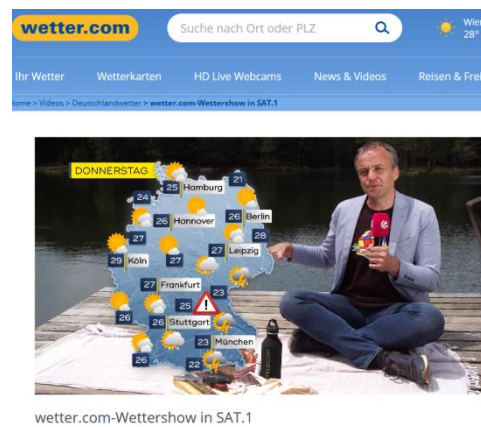 wetter.com
Suche nach Ort oder PLZ
Wien
28°
Ihr Wetter Wetterkarten HD Live Webcams News & Videos Reisen & Frei
Home > Videos > Deutschlandwetter > wetter.com-Wettershow in SAT.1
DONNERSTAG
21
25 Hamburg
24
26 Hannover
26 Berlin
28
27
27 Leipzig
29 Köln
27
27 Frankfurt
23
25
26
26 Stuttgart
23 München
26
22
wetter.com-Wettershow in SAT.1